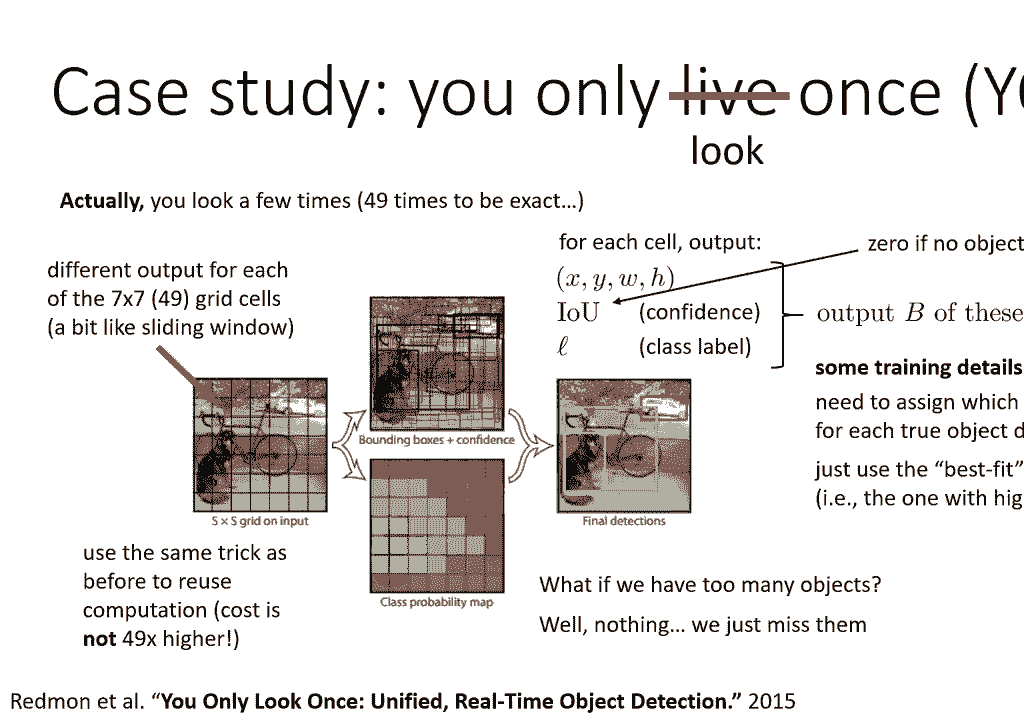 Case study: you only live once (YO
look
Actually, you look a few times (49 times to be exact…)
different output for each
of the 7x7 (49) grid cells
(a bit like sliding window)
for each cell, output:
(x, y, w, h)
IoU (confidence)
ℓ (class label)
zero if no object
output B of these
some training details
need to assign which
for each true object d
just use the “best-fit”
(i.e., the one with hig
S × S grid on input
Bounding boxes + confidence
Class probability map
Final detections
use the same trick as
before to reuse
computation (cost is
not 49x higher!)
What if we have too many objects?
Well, nothing… we just miss them
Redmon et al. “You Only Look Once: Unified, Real-Time Object Detection.” 2015